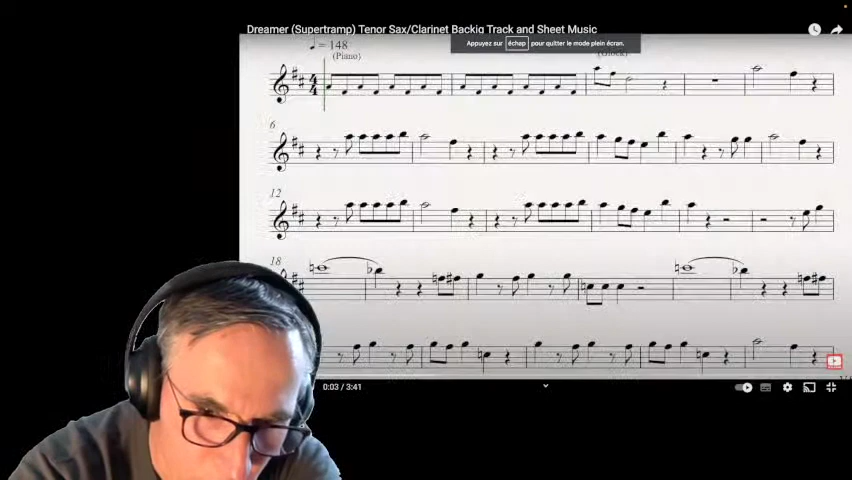 Dreamer (Supertramp) Tenor Sax/Clarinet Backig Track and Sheet Music
Appuyez sur échap pour quitter le mode plein écran.
= 148
(Piano)
6
12
18
0:03 / 3:41